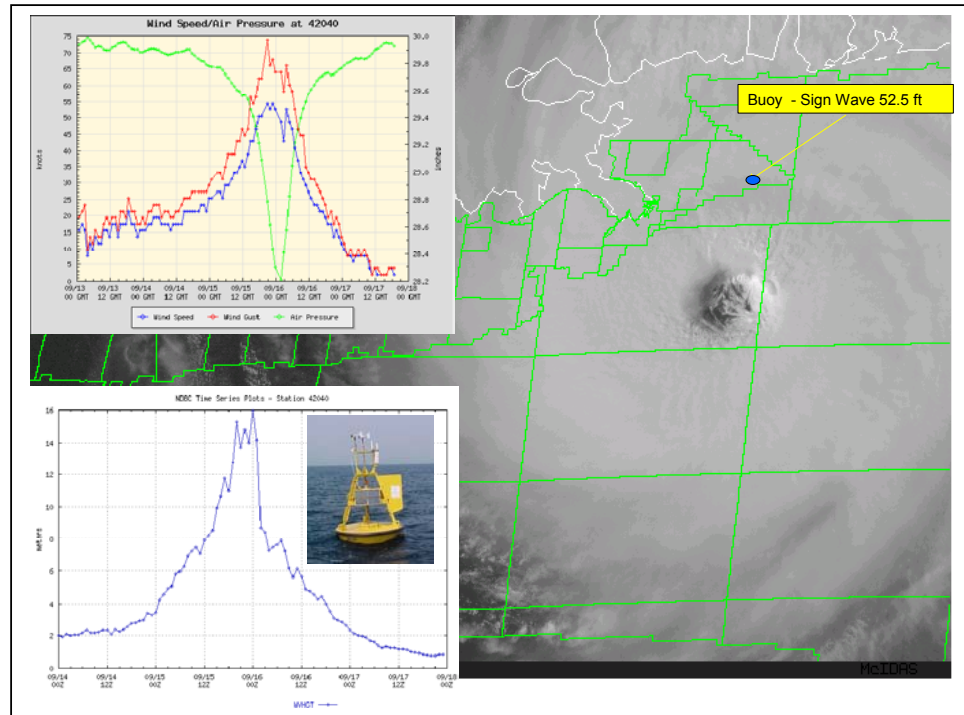 Wind Speed/Air Pressure at 42040
75 30.0
70
65 29.8
60
55 29.6
50
45 29.4
40
knots inches
35 29.2
30 29.0
25
20 28.8
15 28.6
10
5 28.4
0 28.2
09/13 09/13 09/14 09/14 09/15 09/15 09/16 09/16 09/17 09/17 09/18
00 GMT 12 GMT 00 GMT 12 GMT 00 GMT 12 GMT 00 GMT 12 GMT 00 GMT 12 GMT 00 GMT
Wind Speed Wind Gust Air Pressure
Buoy - Sign Wave 52.5 ft
NDBC Time Series Plots - Station 42040
16
14
12
10
meters
6
4
2
0
09/14 09/14 09/15 09/15 09/16 09/16 09/17 09/17 09/18
00Z 12Z 00Z 12Z 00Z 12Z 00Z 12Z 00Z
WVHGT
McIDAS